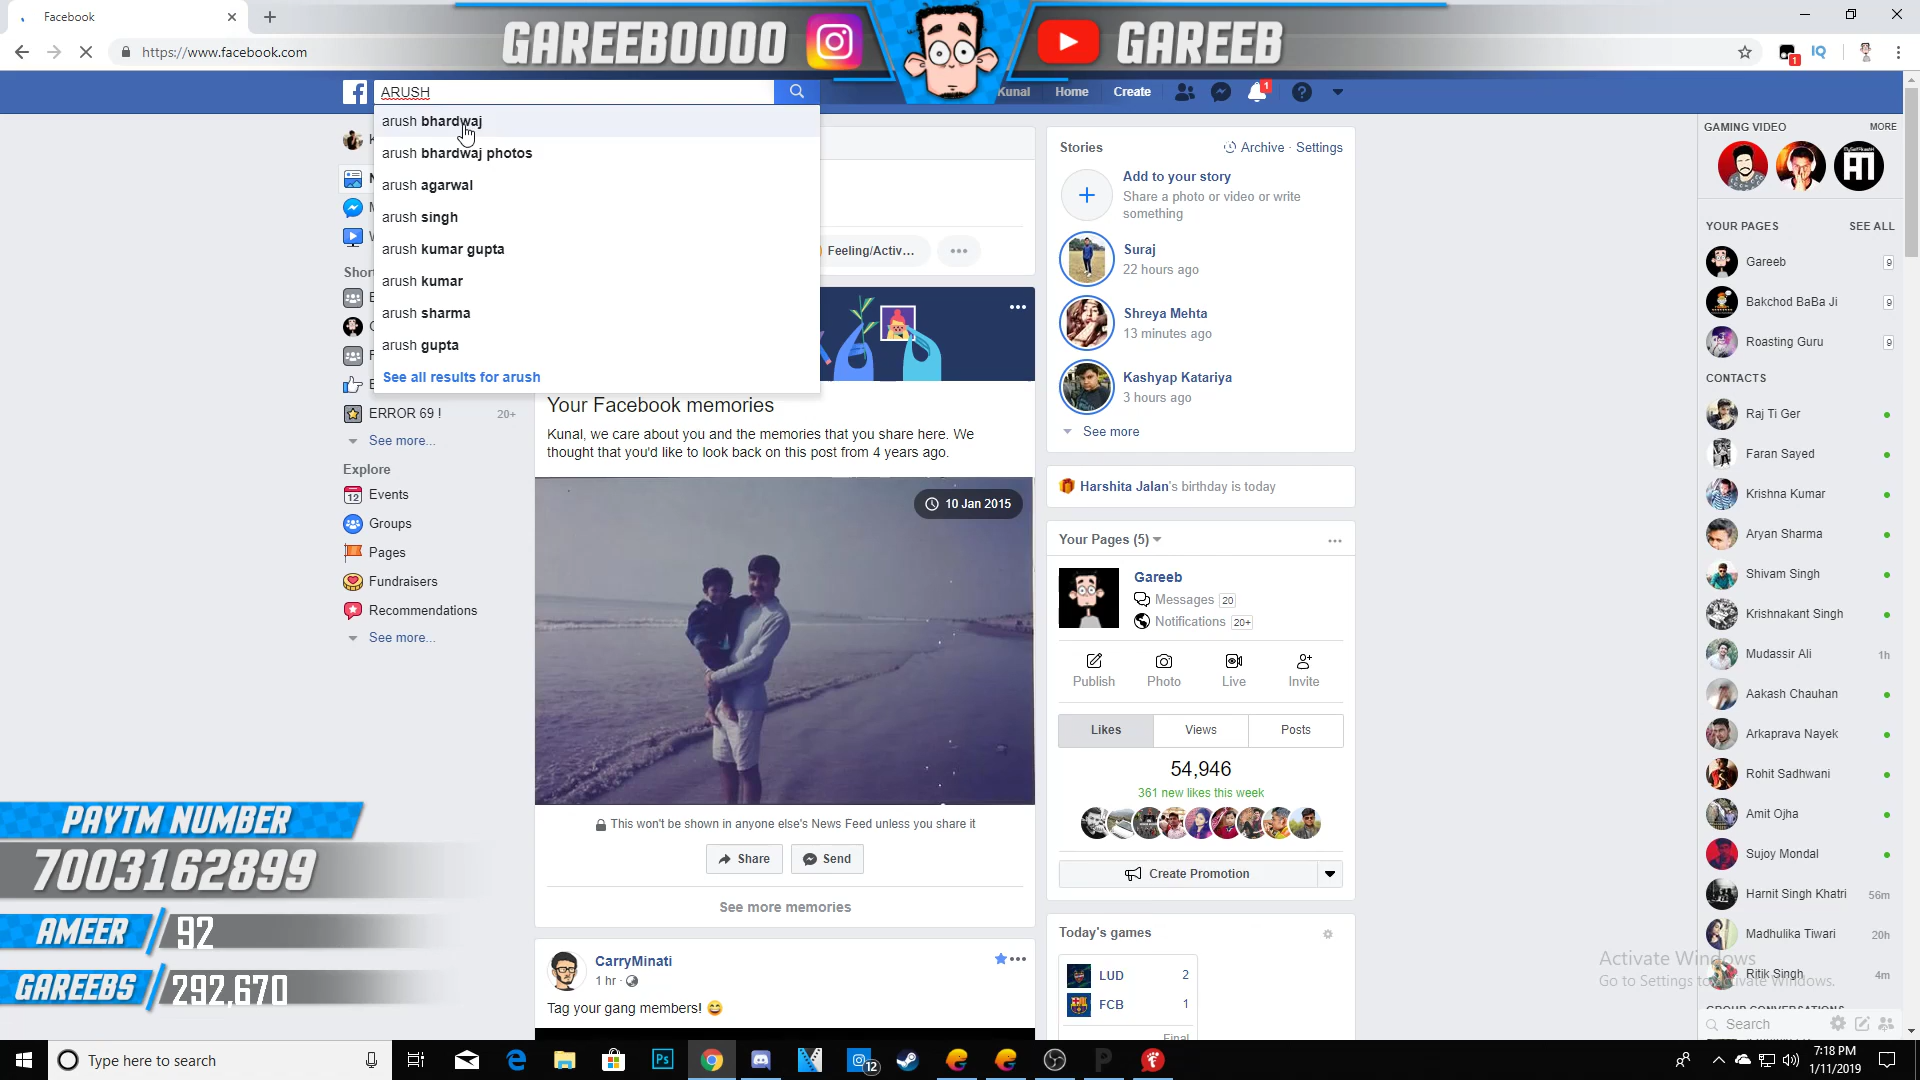 Facebook
GAREEBOOOO
GAREEB
https://www.facebook.com
1
IQ
ARUSH
Kunal
Home
Create
1
arush bhardwaj
arush bhardwaj photos
arush agarwal
arush singh
arush kumar gupta
arush kumar
arush sharma
arush gupta
See all results for arush
Shor
ERROR 69 !
20+
See more...
Explore
12
Events
Groups
Pages
Fundraisers
Recommendations
See more...
Feeling/Activ...
Your Facebook memories
Kunal, we care about you and the memories that you share here. We
thought that you'd like to look back on this post from 4 years ago.
10 Jan 2015
This won't be shown in anyone else's News Feed unless you share it
Share
Send
See more memories
CarryMinati
1 hr
Tag your gang members!
Stories
Archive · Settings
Add to your story
Share a photo or video or write
something
Suraj
22 hours ago
Shreya Mehta
13 minutes ago
Kashyap Katariya
3 hours ago
See more
Harshita Jalan's birthday is today
Your Pages (5)
Gareeb
Messages 20
Notifications 20+
Publish
Photo
Live
Invite
Likes
Views
Posts
54,946
361 new likes this week
Create Promotion
Today's games
LUD 2
FCB 1
Final
GAMING VIDEO
MORE
YOUR PAGES
SEE ALL
Gareeb
9
Bakchod BaBa Ji
9
Roasting Guru
9
CONTACTS
Raj Ti Ger
Faran Sayed
Krishna Kumar
Aryan Sharma
Shivam Singh
Krishnakant Singh
Mudassir Ali
1h
Aakash Chauhan
Arkaprava Nayek
Rohit Sadhwani
Amit Ojha
Sujoy Mondal
Harnit Singh Khatri
56m
Madhulika Tiwari
20h
Ritik Singh
4m
GROUP CONVERSATIONS
Search
Activate Windows
Go to Settings to activate Windows.
PAYTM NUMBER
7003162899
AMEER
92
GAREEBS
292,670
Type here to search
Ps
12
7:18 PM
1/11/2019